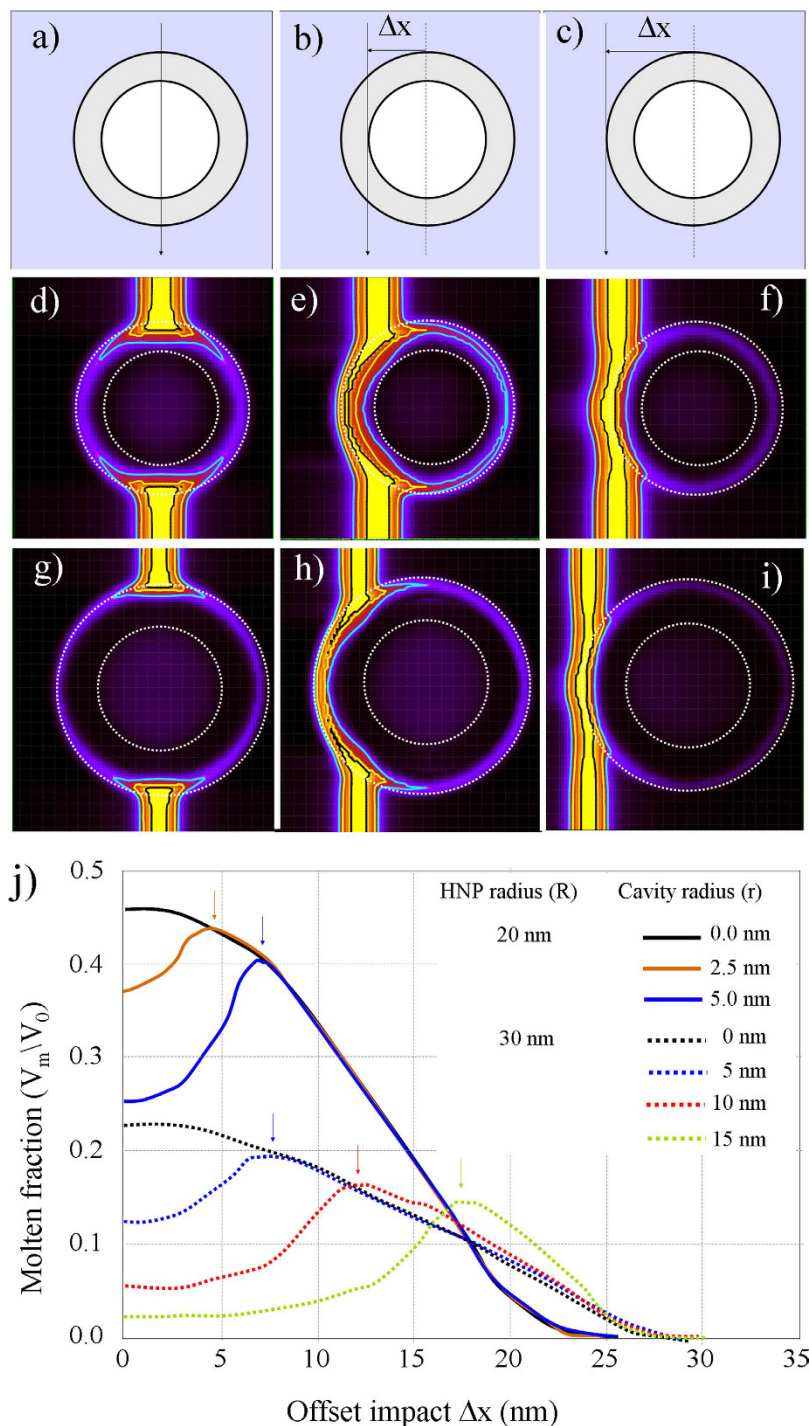 a)
b)
Δx
c)
Δx
d)
e)
f)
g)
h)
i)
j)
0.5
0.4
0.3
0.2
0.1
0.0
Molten fraction (V_m\V_0)
HNP radius (R)
Cavity radius (r)
20 nm
0.0 nm
2.5 nm
5.0 nm
30 nm
0 nm
5 nm
10 nm
15 nm
0 5 10 15 20 25 30 35
Offset impact Δx (nm)